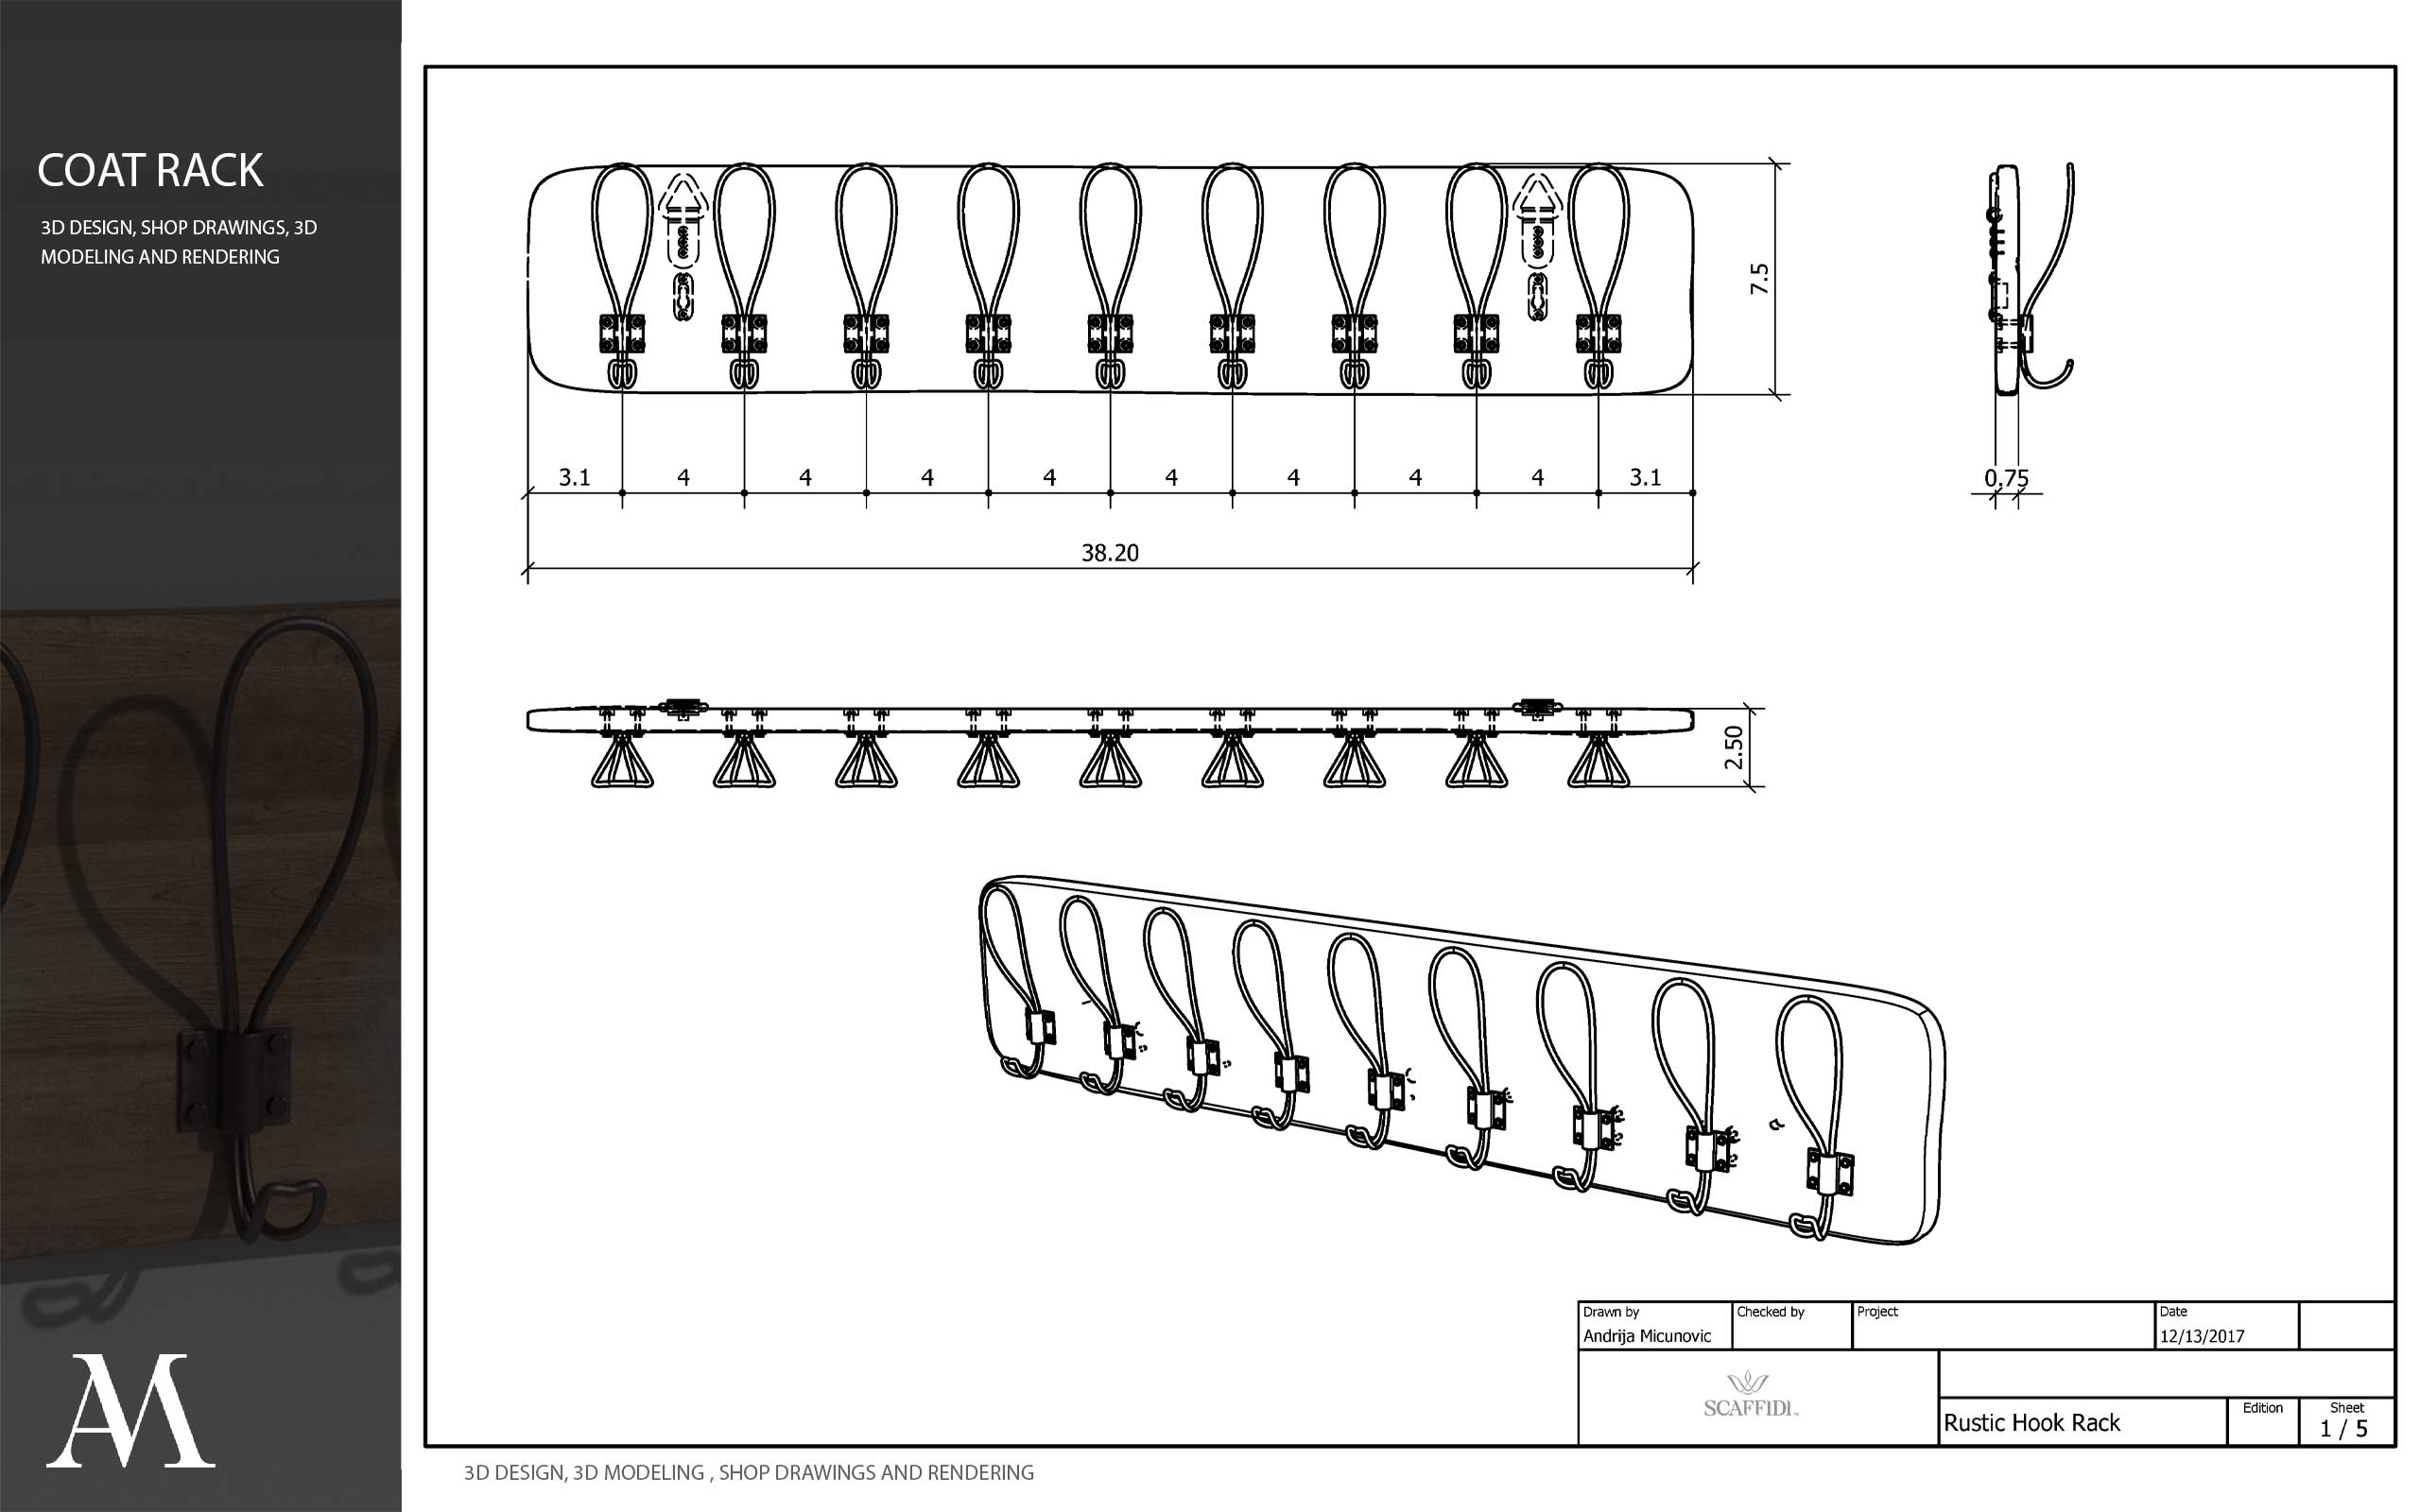 COAT RACK
3D DESIGN, SHOP DRAWINGS, 3D
MODELING AND RENDERING
7.5
3.1 4 4 4 4 4 4 4 4 3.1
0.75
38.20
2.50
Drawn by
Andrija Micunovic
Checked by
Project
Date
12/13/2017
SCAFFIDI
Rustic Hook Rack
Edition
Sheet
1 / 5
AM
3D DESIGN, 3D MODELING , SHOP DRAWINGS AND RENDERING